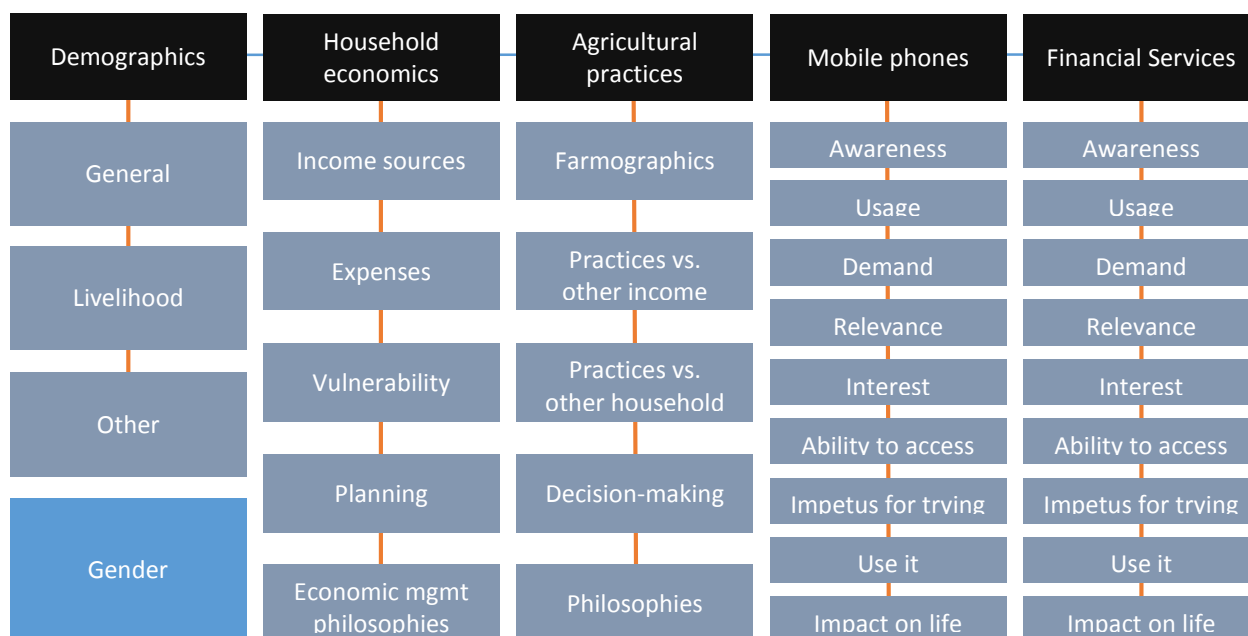 Demographics
General
Livelihood
Other
Gender
Household
economics
Income sources
Expenses
Vulnerability
Planning
Economic mgmt
philosophies
Agricultural
practices
Farmographics
Practices vs.
other income
Practices vs.
other household
Decision-making
Philosophies
Mobile phones
Awareness
Usage
Demand
Relevance
Interest
Ability to access
Impetus for trying
Use it
Impact on life
Financial Services
Awareness
Usage
Demand
Relevance
Interest
Ability to access
Impetus for trying
Use it
Impact on life